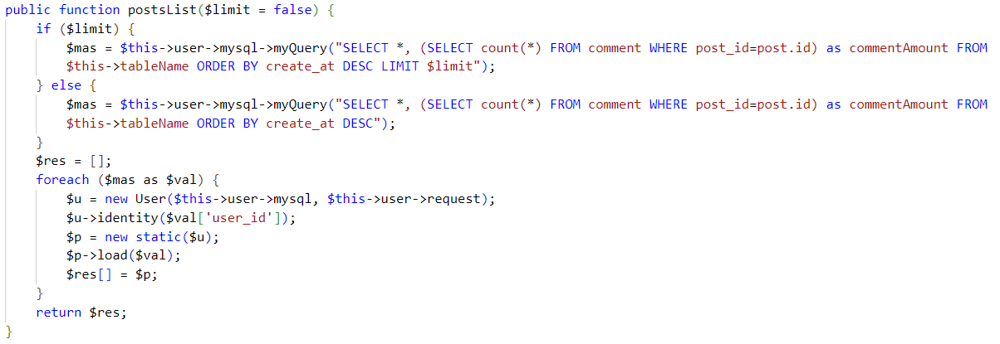 public function postsList($limit = false) {
    if ($limit) {
        $mas = $this->user->mysql->myQuery("SELECT *, (SELECT count(*) FROM comment WHERE post_id=post.id) as commentAmount FROM
        $this->tableName ORDER BY create_at DESC LIMIT $limit");
    } else {
        $mas = $this->user->mysql->myQuery("SELECT *, (SELECT count(*) FROM comment WHERE post_id=post.id) as commentAmount FROM
        $this->tableName ORDER BY create_at DESC");
    }
    $res = [];
    foreach ($mas as $val) {
        $u = new User($this->user->mysql, $this->user->request);
        $u->identity($val['user_id']);
        $p = new static($u);
        $p->load($val);
        $res[] = $p;
    }
    return $res;
}